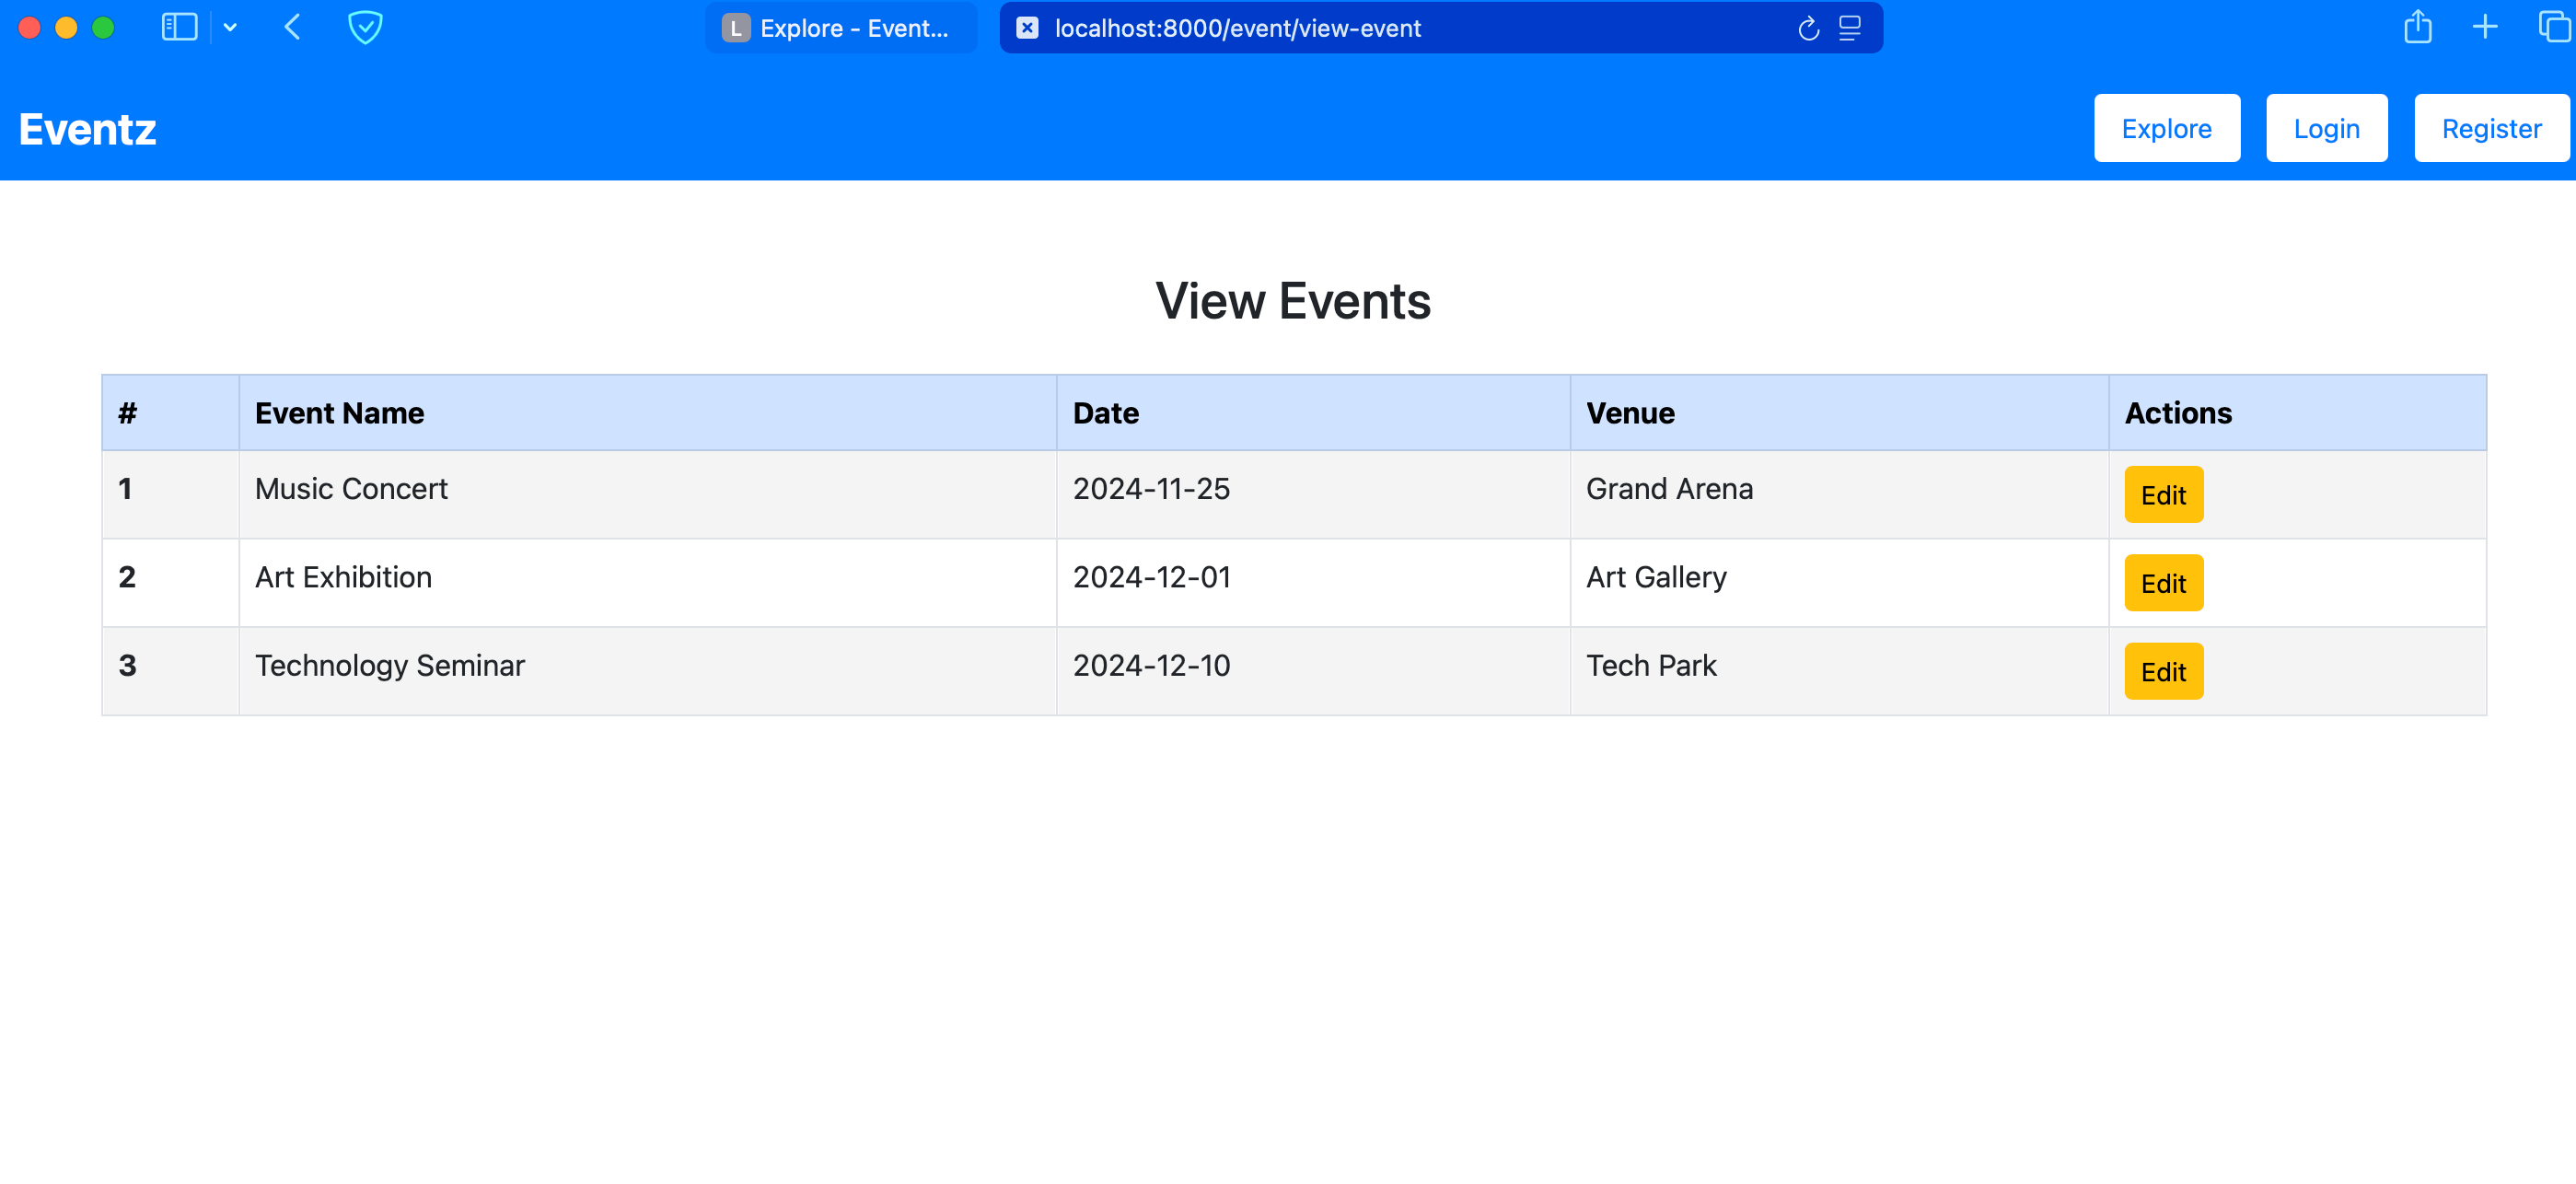 L Explore - Event... localhost:8000/event/view-event
Eventz Explore Login Register
View Events
# Event Name Date Venue Actions
1 Music Concert 2024-11-25 Grand Arena Edit
2 Art Exhibition 2024-12-01 Art Gallery Edit
3 Technology Seminar 2024-12-10 Tech Park Edit